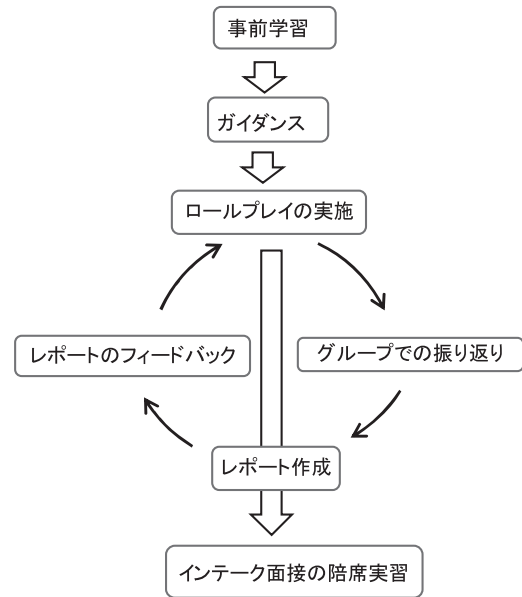 事前学習
ガイダンス
ロールプレイの実施
レポートのフィードバック
グループでの振り返り
レポート作成
インテーク面接の陪席実習